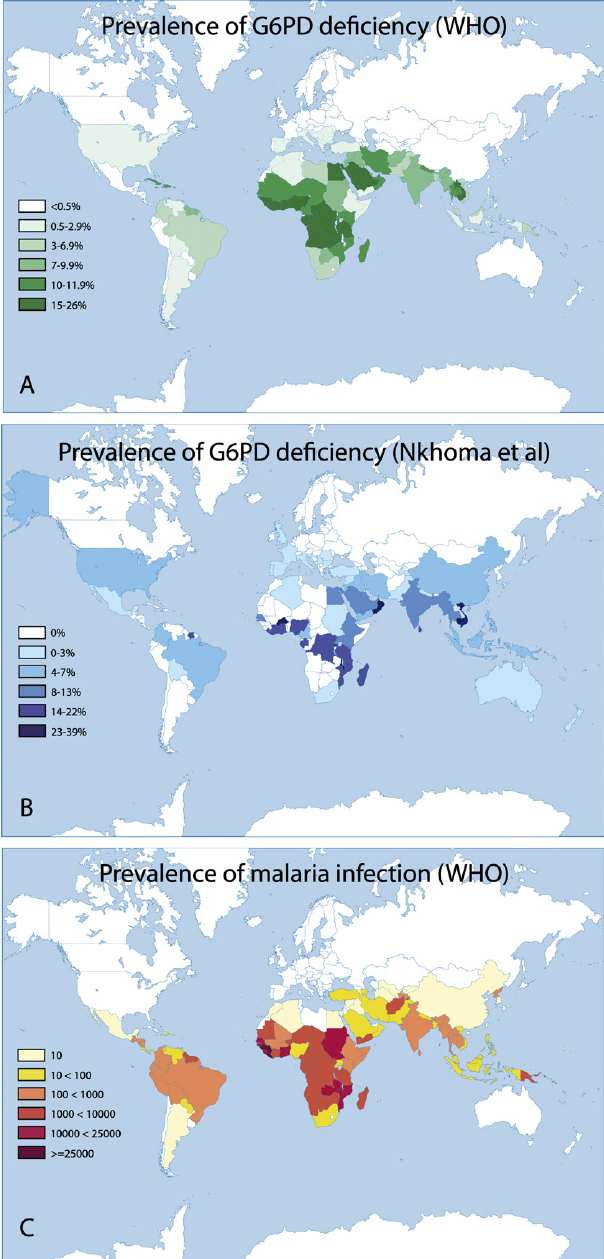 Prevalence of G6PD deficiency (WHO)
<0.5%
0.5-2.9%
3-6.9%
7-9.9%
10-11.9%
15-26%
A
Prevalence of G6PD deficiency (Nkhoma et al)
0%
0-3%
4-7%
8-13%
14-22%
23-39%
B
Prevalence of malaria infection (WHO)
10
10 < 100
100 < 1000
1000 < 10000
10000 < 25000
>=25000
C